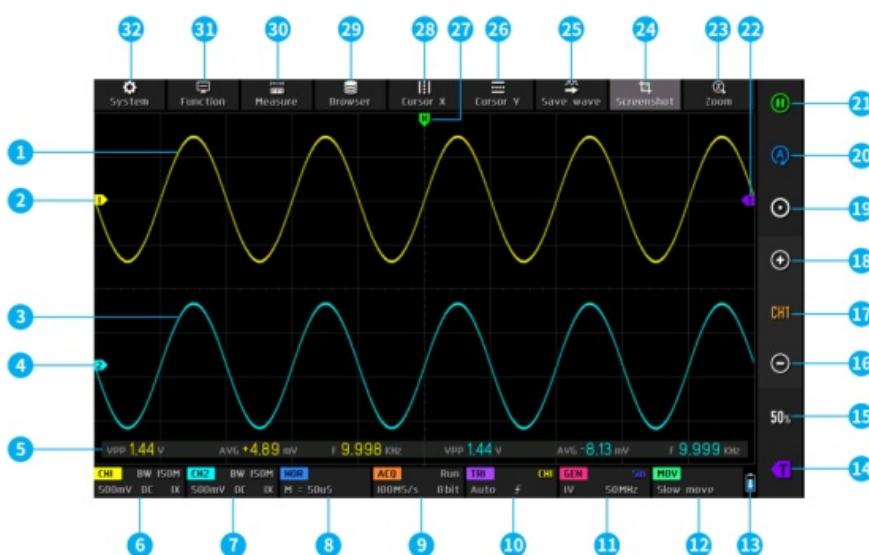 32 31 30 29 28 27 26 25 24 23 22
System Function Measure Browser Cursor X Cursor Y Save wave Screenshot Zoom
H
21
1
A 20
2 1 T
19
18
3
CH1 17
4 2
16
5 VPP 1.44 V AVG +4.89 mV F 9.998 KHz VPP 1.44 V AVG -8.13 mV F 9.999 KHz
50% 15
CH1 BW 150M CH2 BW 150M HOR ACQ Run TRI CH1 GEN Sin MOV
500mV DC 1X 500mV DC 1X M = 50uS 100MS/s 8bit Auto 1V 50MHz Slow move
T 14
6 7 8 9 10 11 12 13